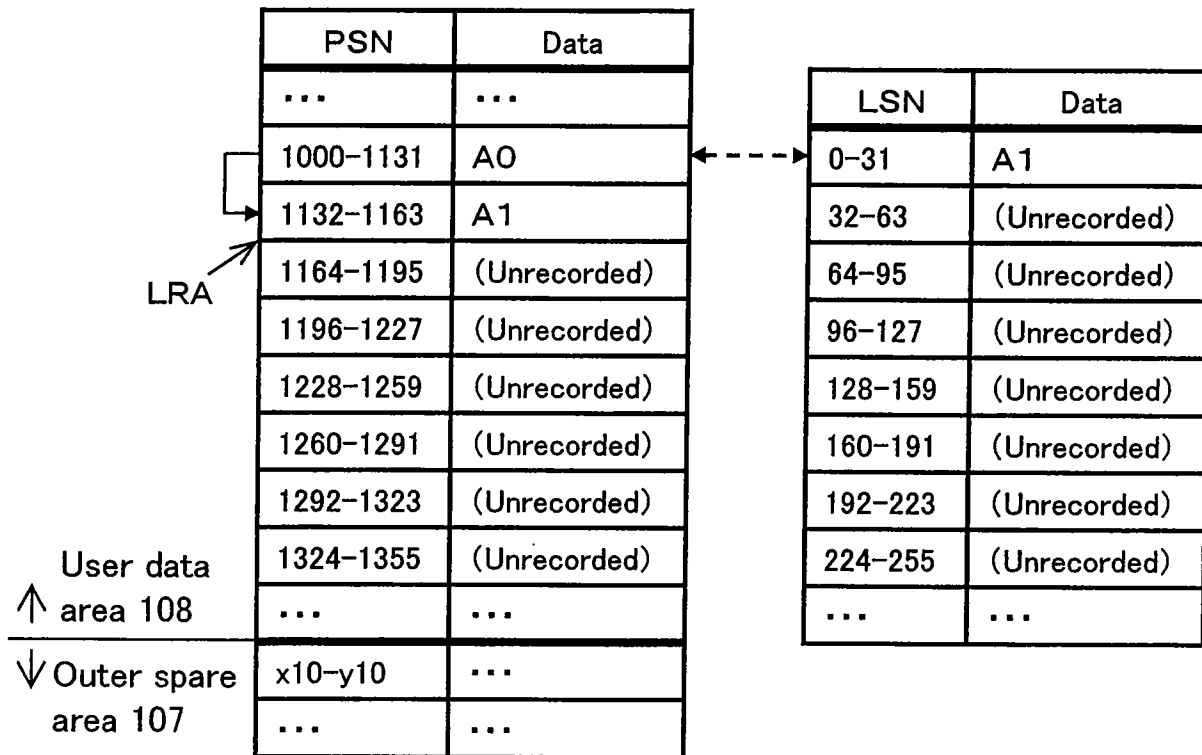 PSN Data
... ...
1000-1131 A0
1132-1163 A1
LRA
1164-1195 (Unrecorded)
1196-1227 (Unrecorded)
1228-1259 (Unrecorded)
1260-1291 (Unrecorded)
1292-1323 (Unrecorded)
1324-1355 (Unrecorded)
... ...
x10-y10 ...
... ...
User data
↑ area 108
↓ Outer spare
area 107
LSN Data
0-31 A1
32-63 (Unrecorded)
64-95 (Unrecorded)
96-127 (Unrecorded)
128-159 (Unrecorded)
160-191 (Unrecorded)
192-223 (Unrecorded)
224-255 (Unrecorded)
... ...